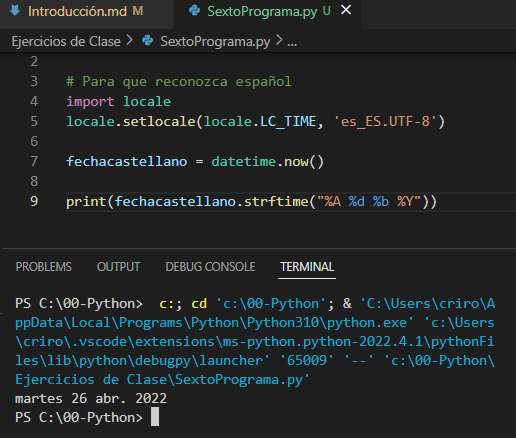 Introducción.md M SextoPrograma.py U
Ejercicios de Clase > SextoPrograma.py > ...
2
3 # Para que reconozca español
4 import locale
5 locale.setlocale(locale.LC_TIME, 'es_ES.UTF-8')
6
7 fechacastellano = datetime.now()
8
9 print(fechacastellano.strftime("%A %d %b %Y"))
PROBLEMS OUTPUT DEBUG CONSOLE TERMINAL
PS C:\00-Python> c:; cd 'c:\00-Python'; & 'C:\Users\criro\A
ppData\Local\Programs\Python\Python310\python.exe' 'c:\Users
\criro\.vscode\extensions\ms-python.python-2022.4.1\pythonFi
les\lib\python\debugpy\launcher' '65009' '--' 'c:\00-Python\
Ejercicios de Clase\SextoPrograma.py'
martes 26 abr. 2022
PS C:\00-Python>